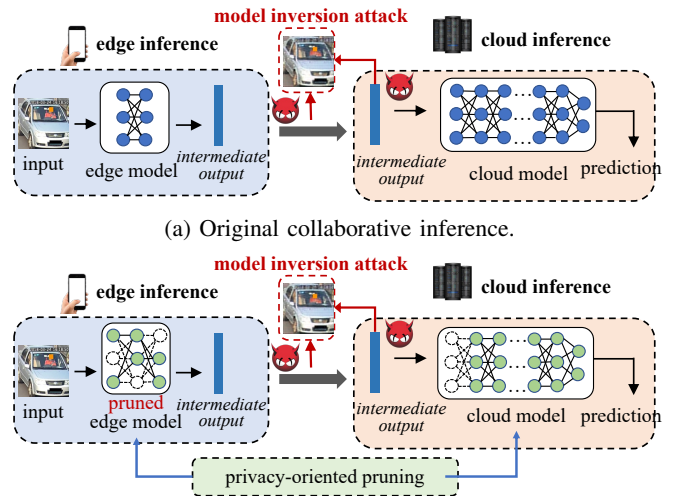 model inversion attack
edge inference
cloud inference
input
edge model
intermediate
output
intermediate
output
cloud model
prediction
(a) Original collaborative inference.
model inversion attack
edge inference
cloud inference
input
pruned
edge model
intermediate
output
intermediate
output
cloud model
prediction
privacy-oriented pruning